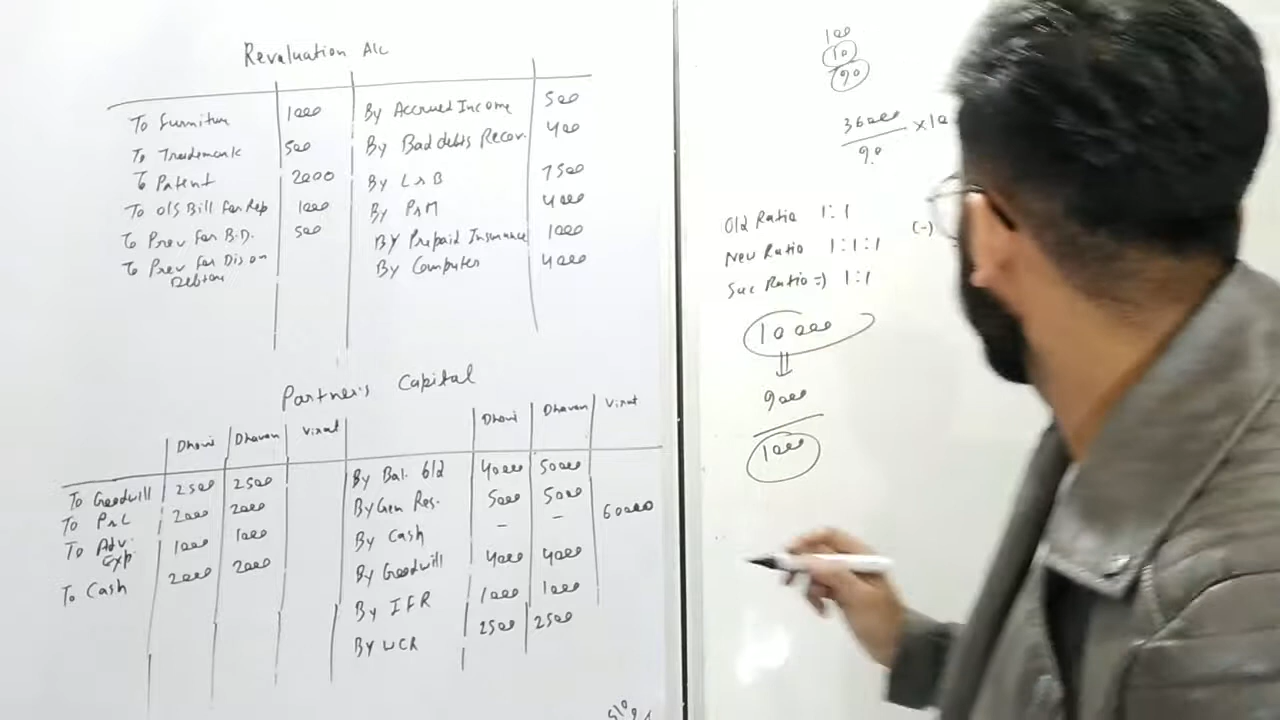 Revaluation A/c
To Furniture 1000 By Accrued Income 500
To Trademark 500 By Bad debts Recov. 400
To Patent 2000 By L&B 7500
To O/S Bill for Rep 1000 By P&M 4000
To Prov for B.D. 500 By Prepaid Insurance 1000
To Prov for Dis on Debtors By Computer 4000
Partner's Capital
Dhoni Dhavan Virat Dhoni Dhavan Virat
To Goodwill 2500 2500 By Bal. b/d 40000 50000
To P&L 2000 2000 By Gen Res. 5000 5000
To Adv. Exp 1000 1000 By Cash - - 60000
To Cash 2000 2000 By Goodwill 4000 4000
By IFR 1000 1000
By WCR 2500 2500
100
10
90
36000 × 10
90
Old Ratio 1:1
New Ratio 1:1:1 (-)
Sac Ratio => 1:1
10000
9000
1000